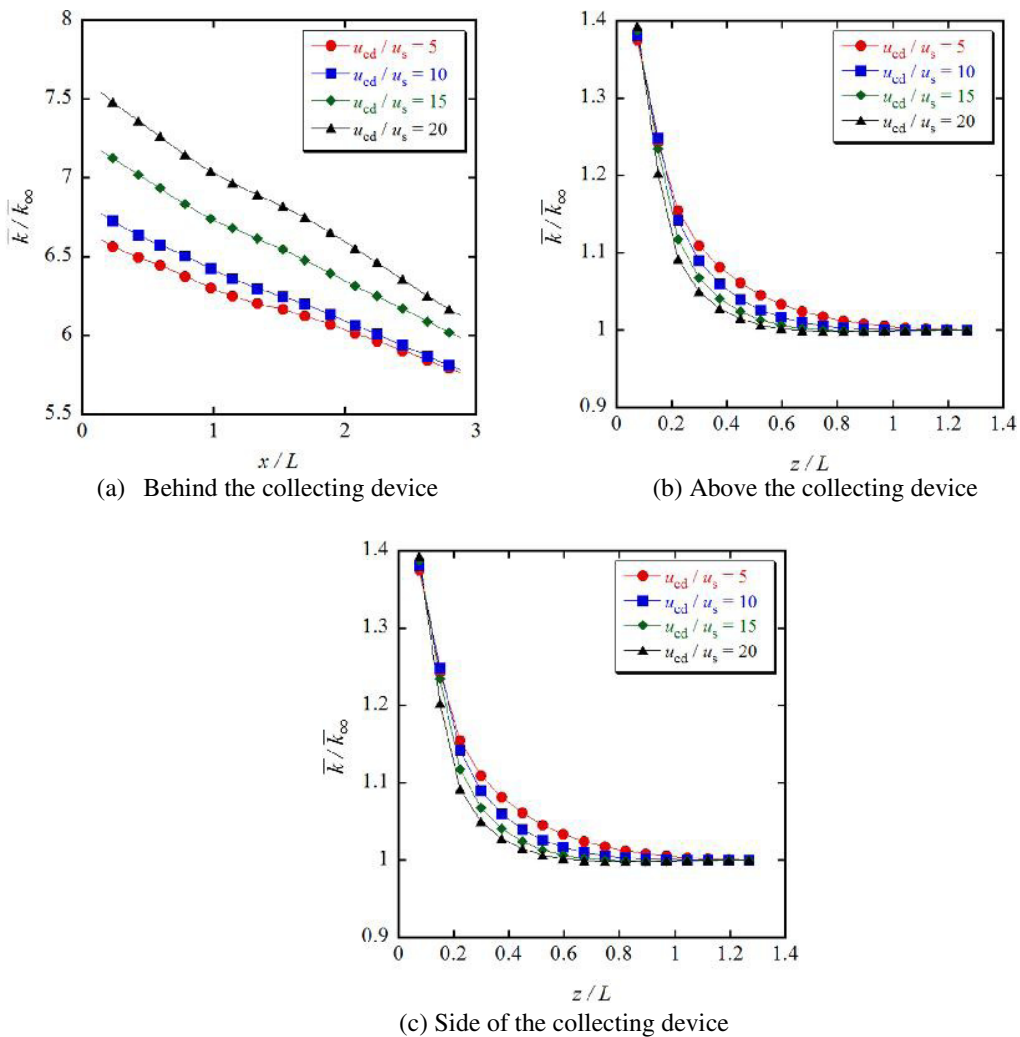 8
7.5
7
6.5
6
5.5
k̅ / k̅∞
0
1
2
3
x / L
u_cd / u_s = 5
u_cd / u_s = 10
u_cd / u_s = 15
u_cd / u_s = 20
(a) Behind the collecting device
1.4
1.3
1.2
1.1
1
0.9
k̅ / k̅∞
0 0.2 0.4 0.6 0.8 1 1.2 1.4
z / L
u_cd / u_s = 5
u_cd / u_s = 10
u_cd / u_s = 15
u_cd / u_s = 20
(b) Above the collecting device
1.4
1.3
1.2
1.1
1
0.9
k̅ / k̅∞
0 0.2 0.4 0.6 0.8 1 1.2 1.4
z / L
u_cd / u_s = 5
u_cd / u_s = 10
u_cd / u_s = 15
u_cd / u_s = 20
(c) Side of the collecting device